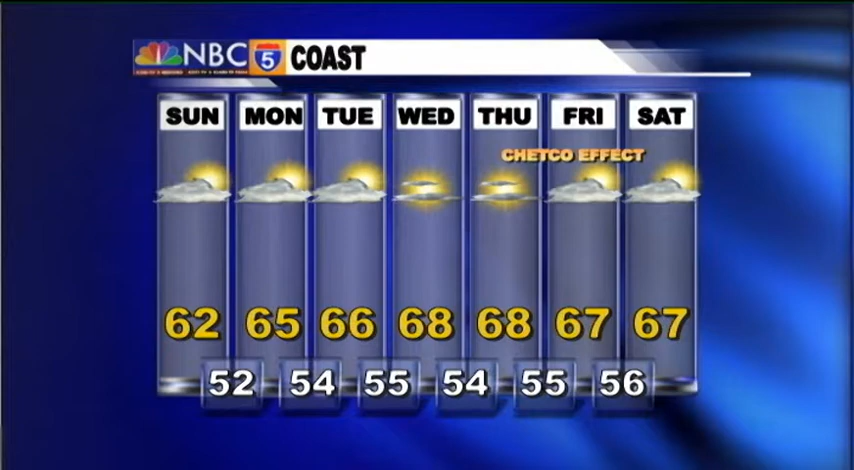 NBC 5 COAST
SUN MON TUE WED THU FRI SAT
CHETCO EFFECT
62 65 66 68 68 67 67
52 54 55 54 55 56